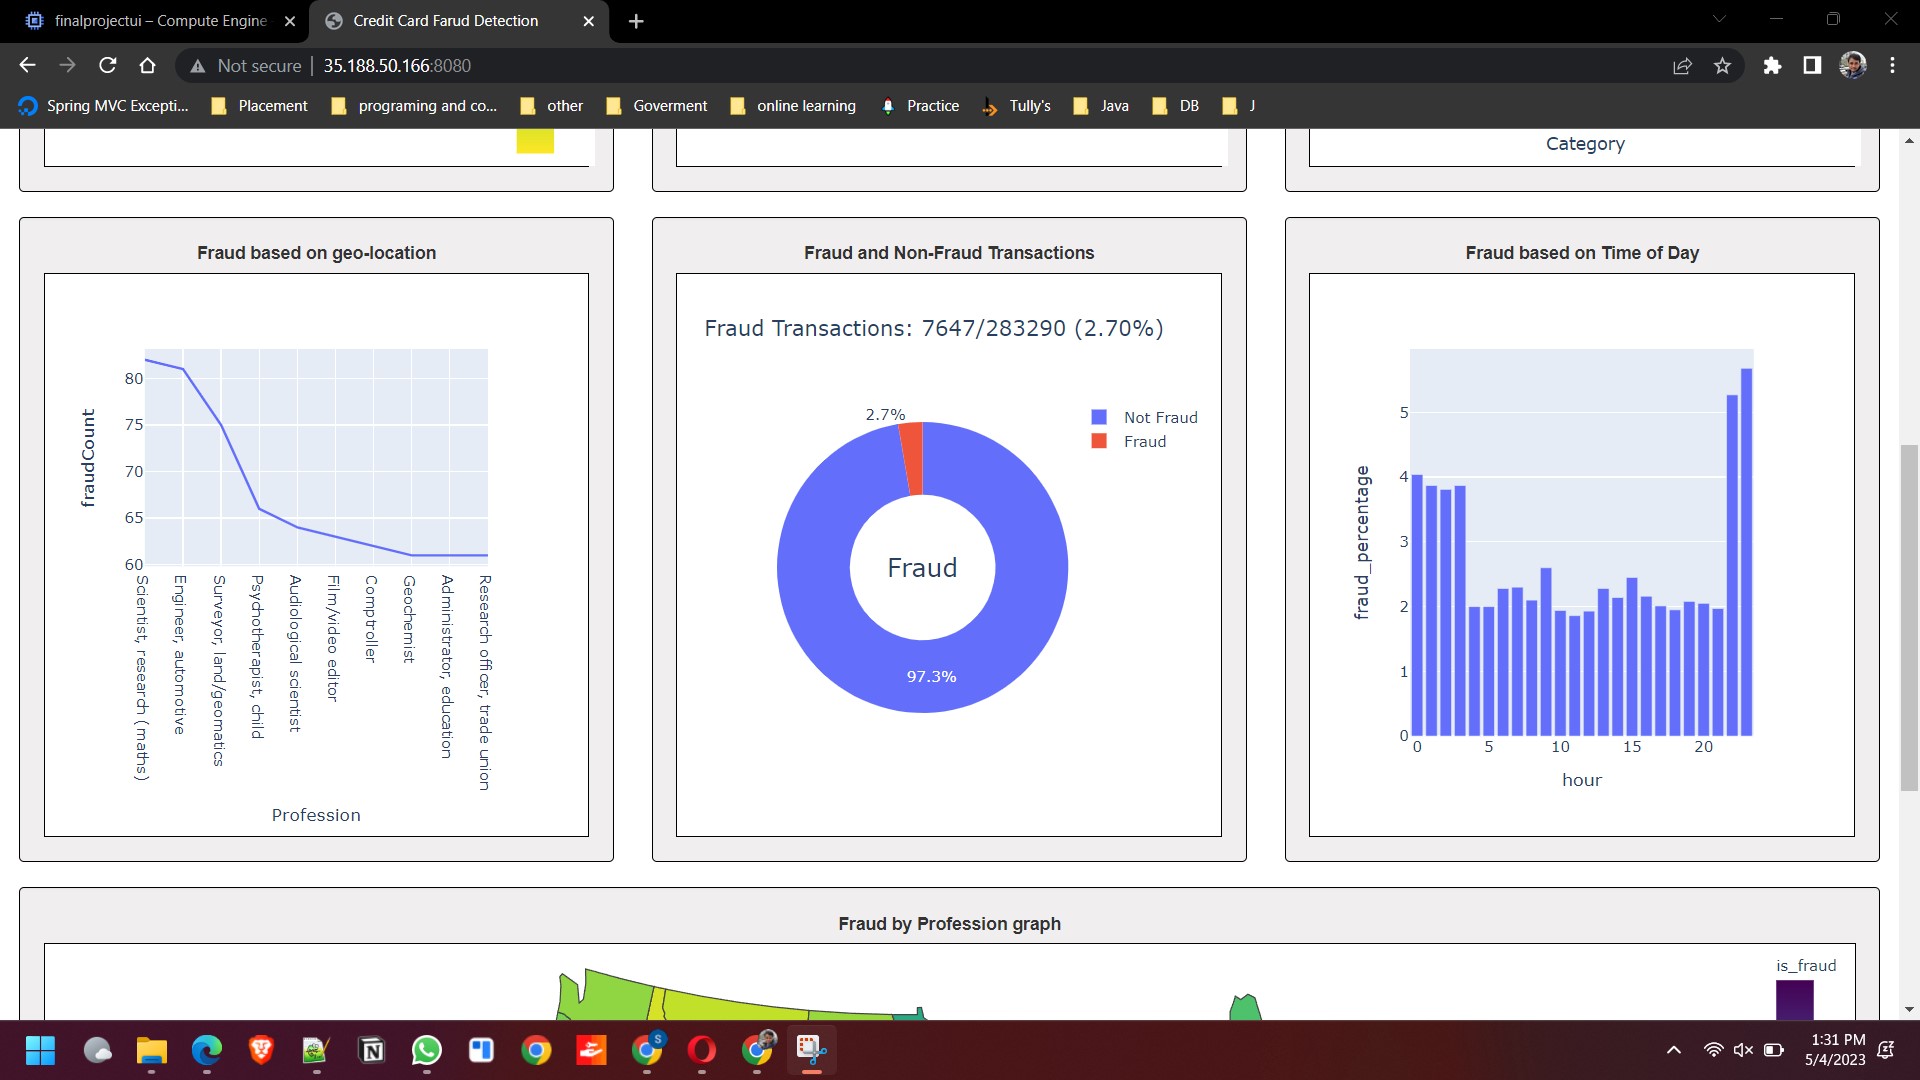 finalprojectui – Compute Engine
Credit Card Farud Detection
Not secure
35.188.50.166:8080
Spring MVC Excepti...
Placement
programing and co...
other
Goverment
online learning
Practice
Tully's
Java
DB
J
Category
Fraud based on geo-location
fraudCount
80
75
70
65
60
Scientist, research (maths)
Engineer, automotive
Surveyor, land/geomatics
Psychotherapist, child
Audiological scientist
Film/video editor
Comptroller
Geochemist
Administrator, education
Research officer, trade union
Profession
Fraud and Non-Fraud Transactions
Fraud Transactions: 7647/283290 (2.70%)
2.7%
Not Fraud
Fraud
Fraud
97.3%
Fraud based on Time of Day
fraud_percentage
5
4
3
2
1
0
0 5 10 15 20
hour
Fraud by Profession graph
is_fraud
S
1:31 PM
5/4/2023